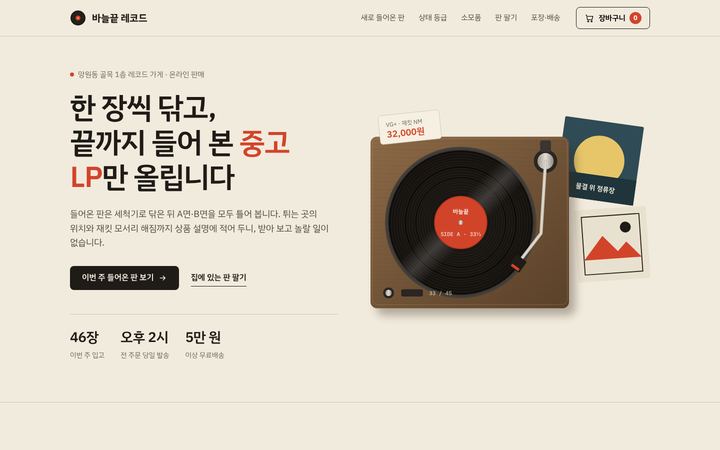 바늘끝 레코드
새로 들어온 판
상태 등급
소모품
판 팔기
포장·배송
장바구니 0
망원동 골목 1층 레코드 가게 · 온라인 판매
한 장씩 닦고,
끝까지 들어 본 중고
LP만 올립니다
들어온 판은 세척기로 닦은 뒤 A면·B면을 모두 틀어 봅니다. 튀는 곳의
위치와 재킷 모서리 해짐까지 상품 설명에 적어 두니, 받아 보고 놀랄 일이
없습니다.
이번 주 들어온 판 보기 →
집에 있는 판 팔기
46장
이번 주 입고
오후 2시
전 주문 당일 발송
5만 원
이상 무료배송
VG+ · 재킷 NM
32,000원
바늘끝
SIDE A · 33⅓
33 / 45
물결 위 정류장